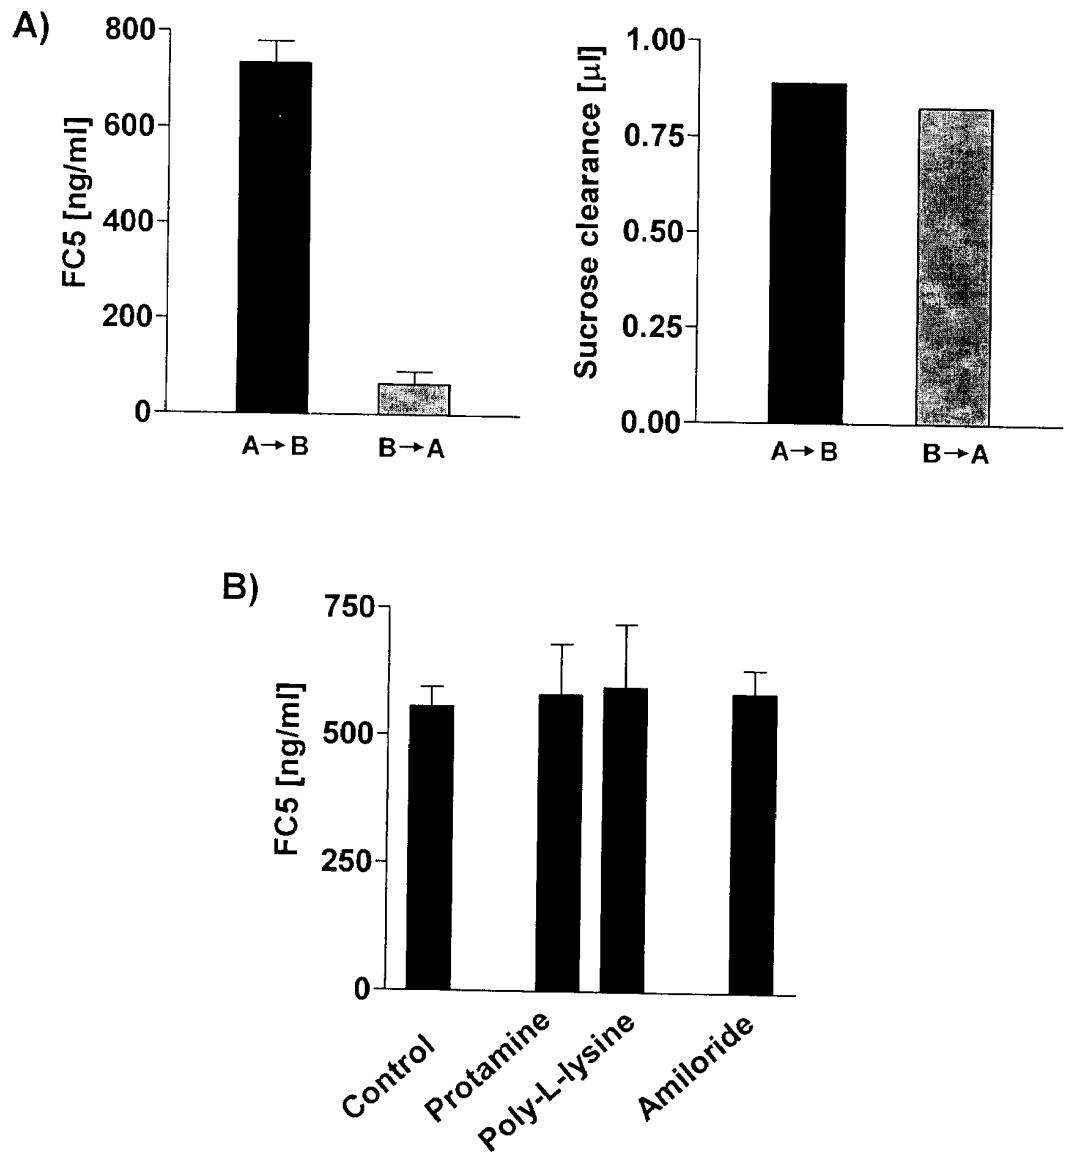 A)
FC5 [ng/ml]
800
600
400
200
0
A→B
B→A
Sucrose clearance [μl]
1.00
0.75
0.50
0.25
0.00
A→B
B→A
B)
FC5 [ng/ml]
750
500
250
0
Control
Protamine
Poly-L-lysine
Amiloride